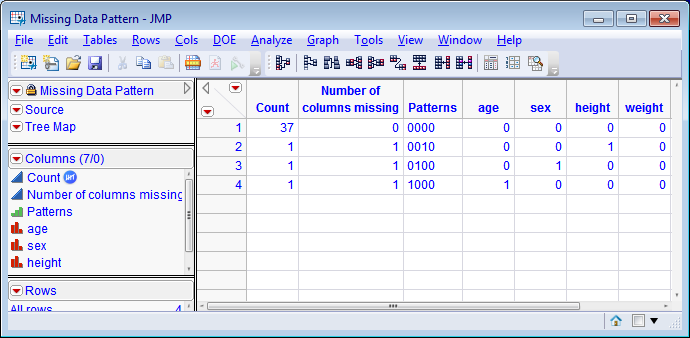 Missing Data Pattern - JMP
File Edit Tables Rows Cols DOE Analyze Graph Tools View Window Help
Missing Data Pattern
Source
Tree Map
Columns (7/0)
Count
Number of columns missing
Patterns
age
sex
height
Rows
All rows 4
Number of
Count columns missing Patterns age sex height weight
1 37 0 0000 0 0 0 0
2 1 1 0010 0 0 1 0
3 1 1 0100 0 1 0 0
4 1 1 1000 1 0 0 0